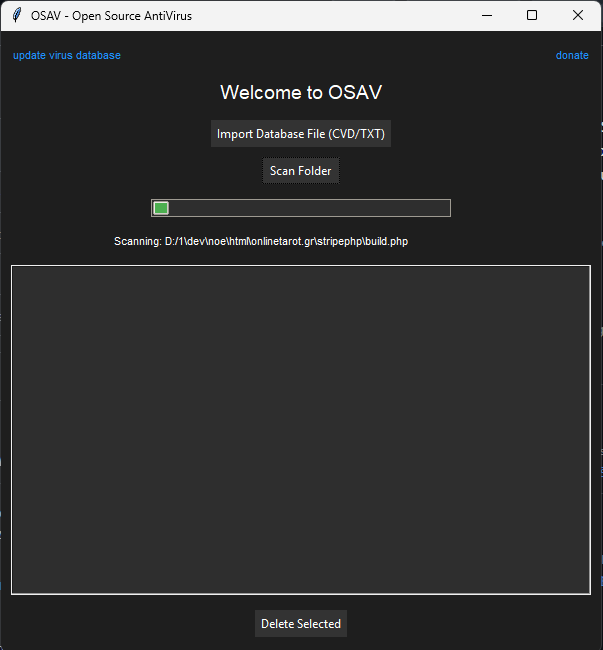 OSAV - Open Source AntiVirus
update virus database
donate
Welcome to OSAV
Import Database File (CVD/TXT)
Scan Folder
Scanning: D:/1\dev\noe\html\onlinetarot.gr\stripephp\build.php
Delete Selected